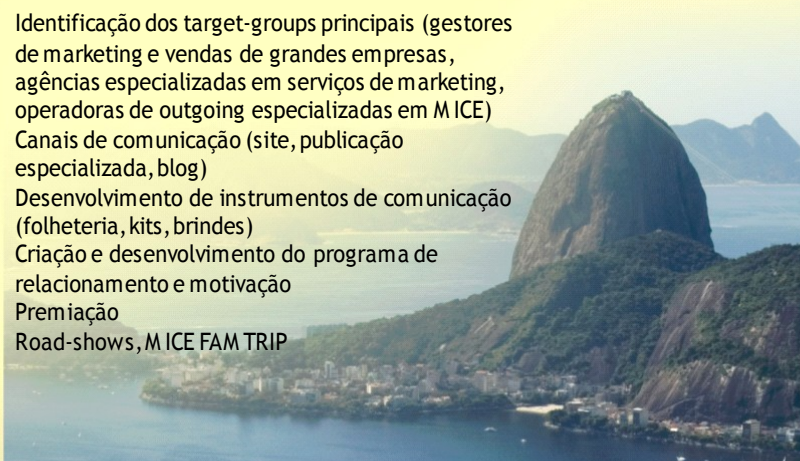 Identificação dos target-groups principais (gestores
de marketing e vendas de grandes empresas,
agências especializadas em serviços de marketing,
operadoras de outgoing especializadas em MICE)
Canais de comunicação (site, publicação
especializada, blog)
Desenvolvimento de instrumentos de comunicação
(folheteria, kits, brindes)
Criação e desenvolvimento do programa de
relacionamento e motivação
Premiação
Road-shows, MICE FAM TRIP